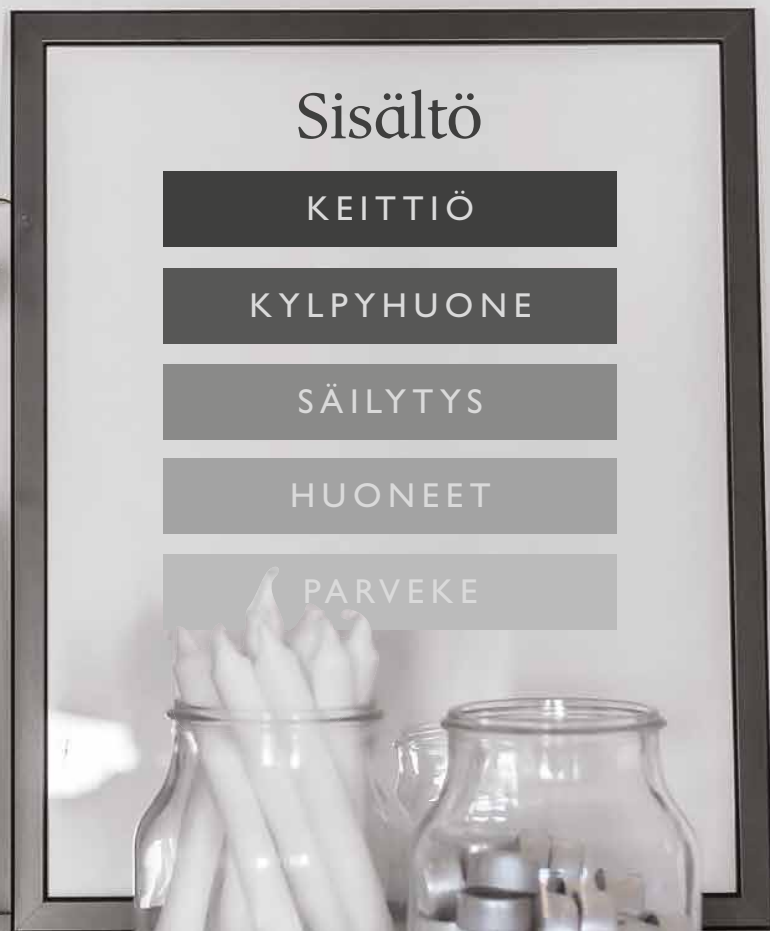 Sisältö
KEITTIÖ
KYLPYHUONE
SÄILYTYS
HUONEET
PARVEKE